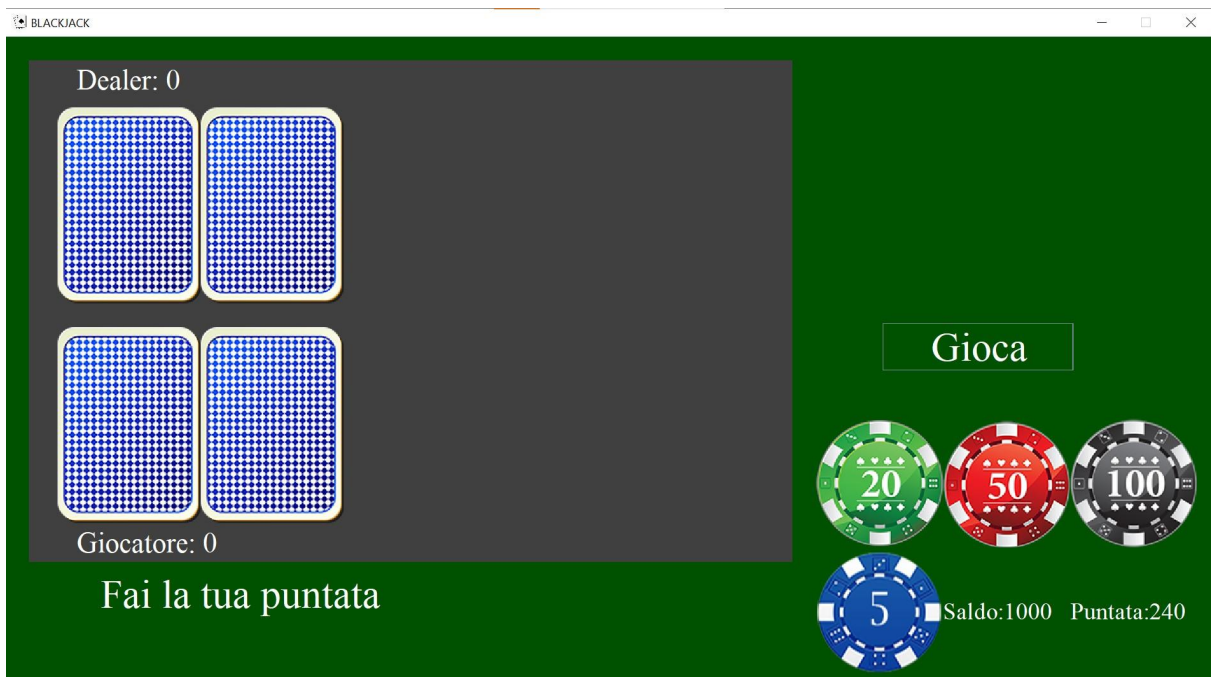 BLACKJACK
Dealer: 0
Giocatore: 0
Fai la tua puntata
Gioca
20
50
100
5
Saldo:1000 Puntata:240